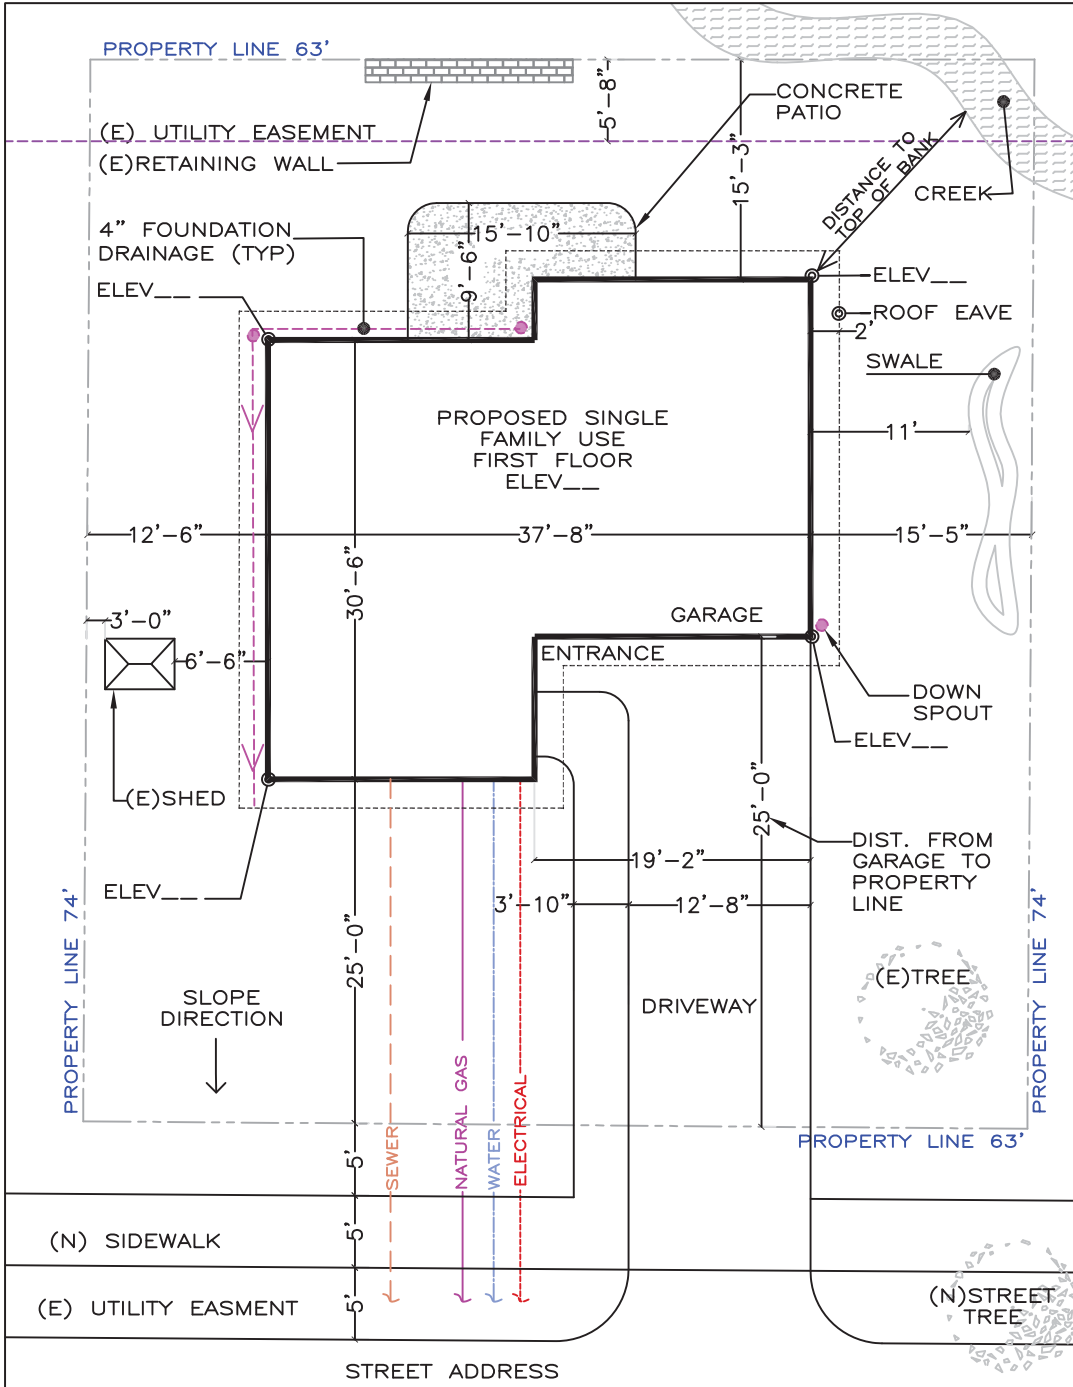 PROPERTY LINE 63'
CONCRETE
PATIO
5'-8"
(E) UTILITY EASEMENT
(E)RETAINING WALL
15'-3"
DISTANCE TO
TOP OF BANK
CREEK
4" FOUNDATION
DRAINAGE (TYP)
15'-10"
9'-6"
ELEV__
ELEV__
ROOF EAVE
2'
SWALE
PROPOSED SINGLE
FAMILY USE
FIRST FLOOR
ELEV__
11'
12'-6"
37'-8"
15'-5"
30'-6"
3'-0"
GARAGE
ENTRANCE
6'-6"
DOWN
SPOUT
ELEV__
(E)SHED
25'-0"
DIST. FROM
GARAGE TO
PROPERTY
LINE
19'-2"
ELEV__
3'-10"
12'-8"
PROPERTY LINE 74'
PROPERTY LINE 74'
25'-0"
(E)TREE
SLOPE
DIRECTION
DRIVEWAY
SEWER
NATURAL GAS
WATER
ELECTRICAL
PROPERTY LINE 63'
5'
(N) SIDEWALK
5'
(E) UTILITY EASMENT
5'
(N)STREET
TREE
STREET ADDRESS